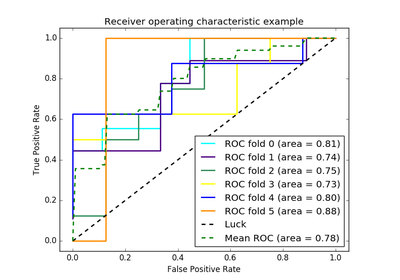 Receiver operating characteristic example
True Positive Rate
1.0
0.8
0.6
0.4
0.2
0.0
ROC fold 0 (area = 0.81)
ROC fold 1 (area = 0.74)
ROC fold 2 (area = 0.75)
ROC fold 3 (area = 0.73)
ROC fold 4 (area = 0.80)
ROC fold 5 (area = 0.88)
Luck
Mean ROC (area = 0.78)
0.0 0.2 0.4 0.6 0.8 1.0
False Positive Rate